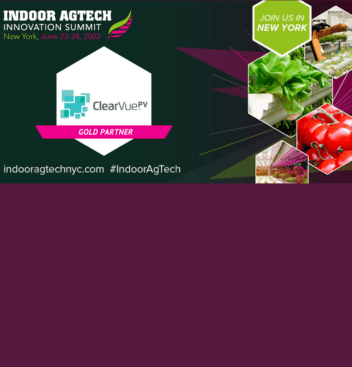 INDOOR AGTECH
INNOVATION SUMMIT
New York, June 23-24, 2022
JOIN US IN
NEW YORK
ClearVuePV
GOLD PARTNER
indooragtechnyc.com #IndoorAgTech